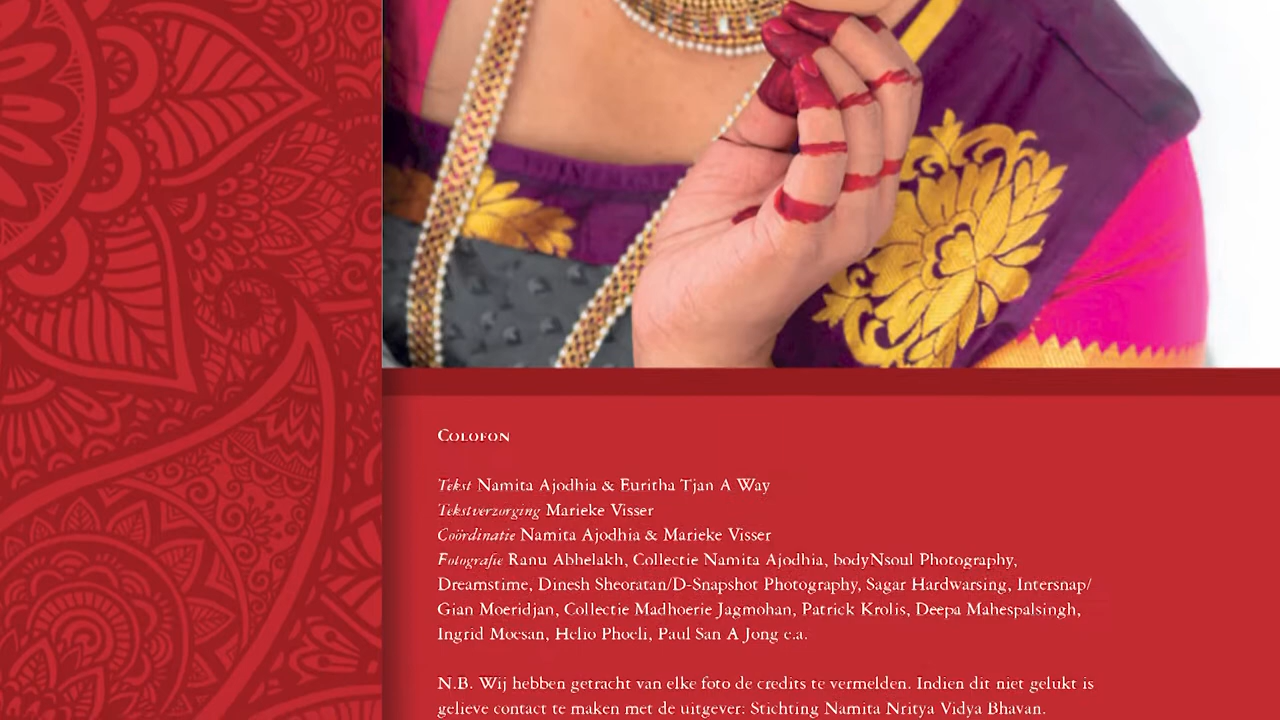 COLOFON
Tekst Namita Ajodhia & Euritha Tjan A Way
Tekstverzorging Marieke Visser
Coördinatie Namita Ajodhia & Marieke Visser
Fotografie Ranu Abhelakh, Collectie Namita Ajodhia, bodyNsoul Photography,
Dreamstime, Dinesh Sheoratan/D-Snapshot Photography, Sagar Hardwarsing, Intersnap/
Gian Moeridjan, Collectie Madhoerie Jagmohan, Patrick Krolis, Deepa Mahespalsingh,
Ingrid Moesan, Helio Phoeli, Paul San A Jong e.a.
N.B. Wij hebben getracht van elke foto de credits te vermelden. Indien dit niet gelukt is
gelieve contact te maken met de uitgever: Stichting Namita Nritya Vidya Bhavan.